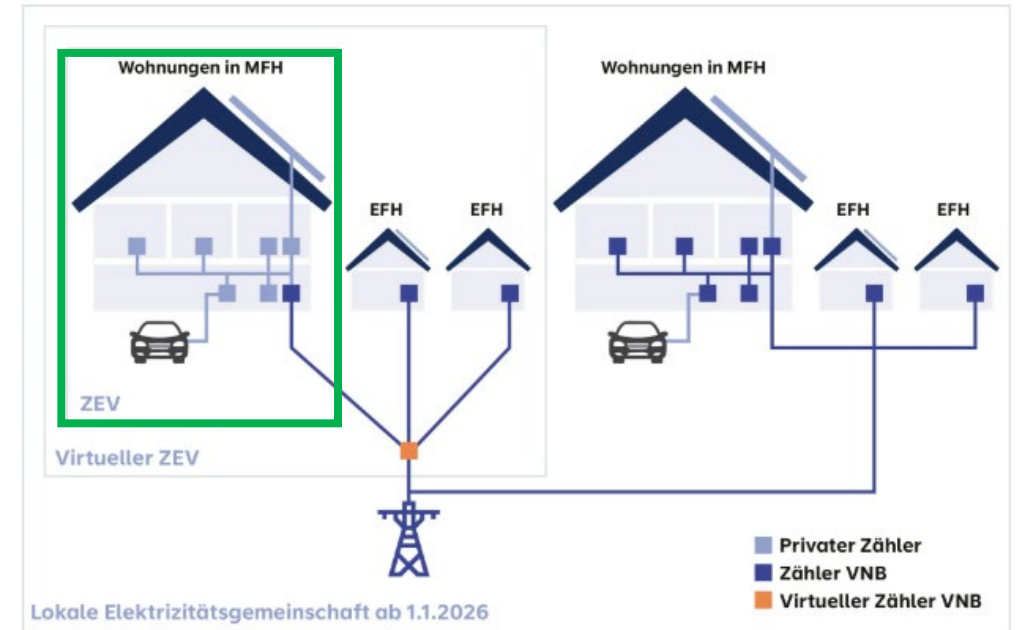 Wohnungen in MFH
Wohnungen in MFH
EFH
EFH
EFH
EFH
ZEV
Virtueller ZEV
Privater Zähler
Zähler VNB
Virtueller Zähler VNB
Lokale Elektrizitätsgemeinschaft ab 1.1.2026